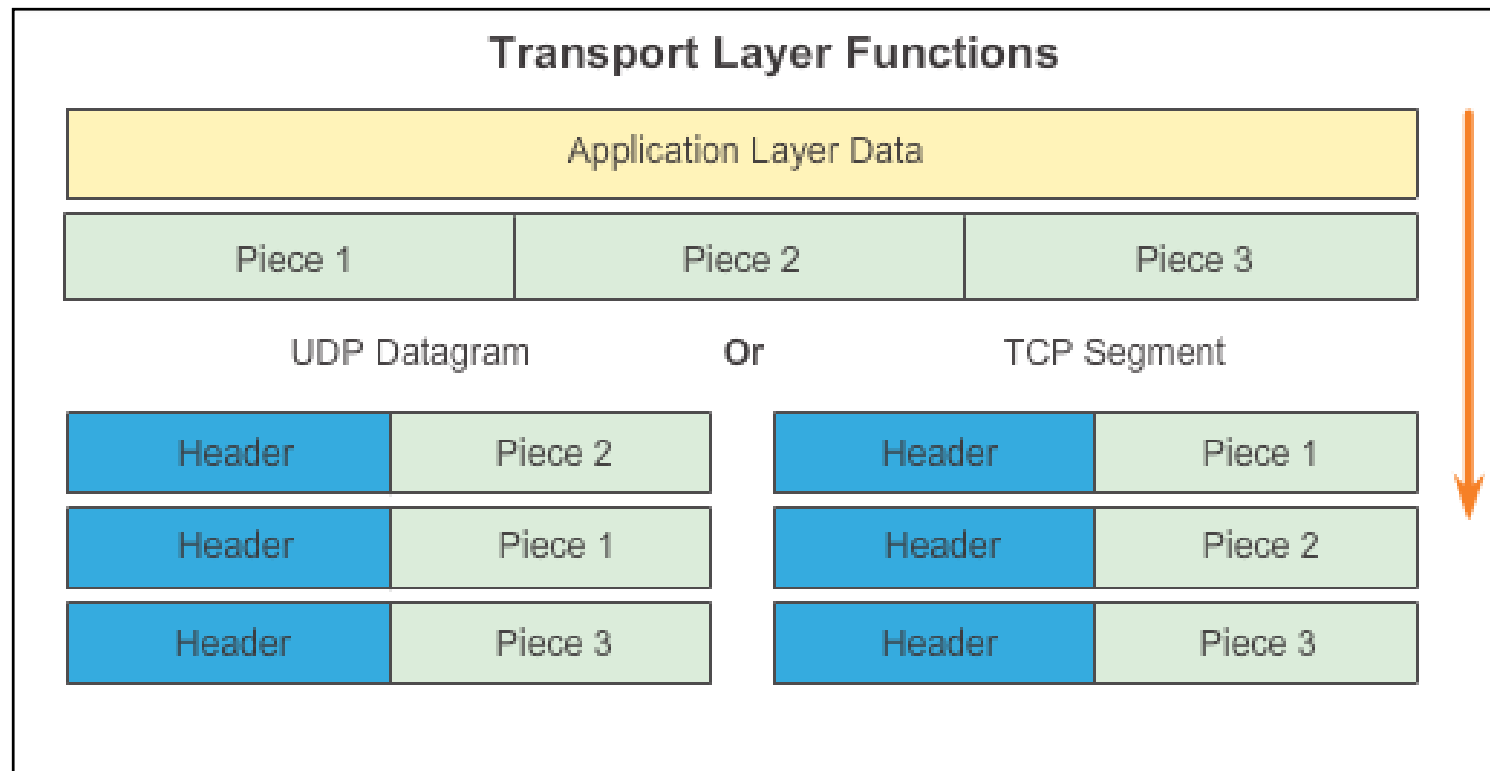 Transport Layer Functions
Application Layer Data
Piece 1 Piece 2 Piece 3
UDP Datagram Or TCP Segment
Header Piece 2 Header Piece 1
Header Piece 1 Header Piece 2
Header Piece 3 Header Piece 3